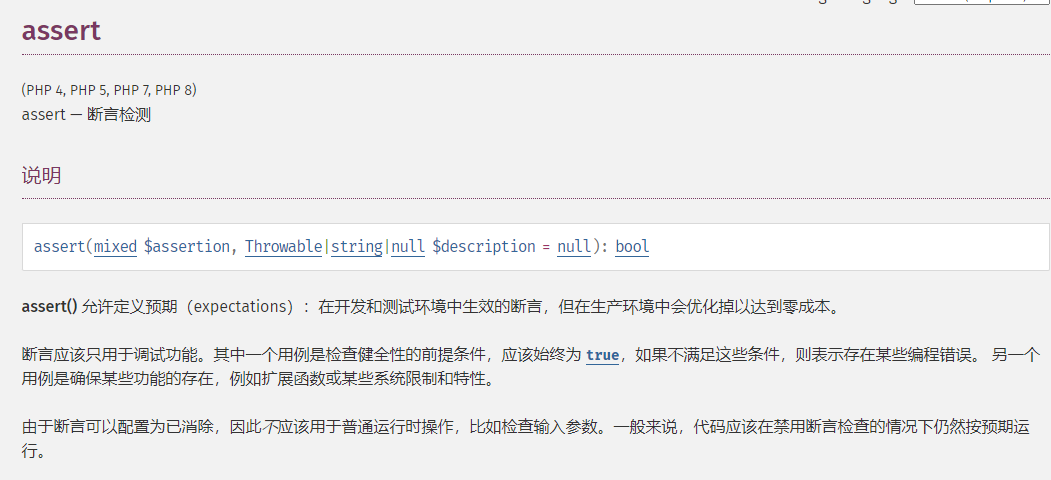 assert
(PHP 4, PHP 5, PHP 7, PHP 8)
assert — 断言检测
说明
assert(mixed $assertion, Throwable|string|null $description = null): bool
assert() 允许定义预期（expectations）：在开发和测试环境中生效的断言，但在生产环境中会优化掉以达到零成本。
断言应该只用于调试功能。其中一个用例是检查健全性的前提条件，应该始终为 true，如果不满足这些条件，则表示存在某些编程错误。 另一个
用例是确保某些功能的存在，例如扩展函数或某些系统限制和特性。
由于断言可以配置为已消除，因此不应该用于普通运行时操作，比如检查输入参数。一般来说，代码应该在禁用断言检查的情况下仍然按预期运
行。